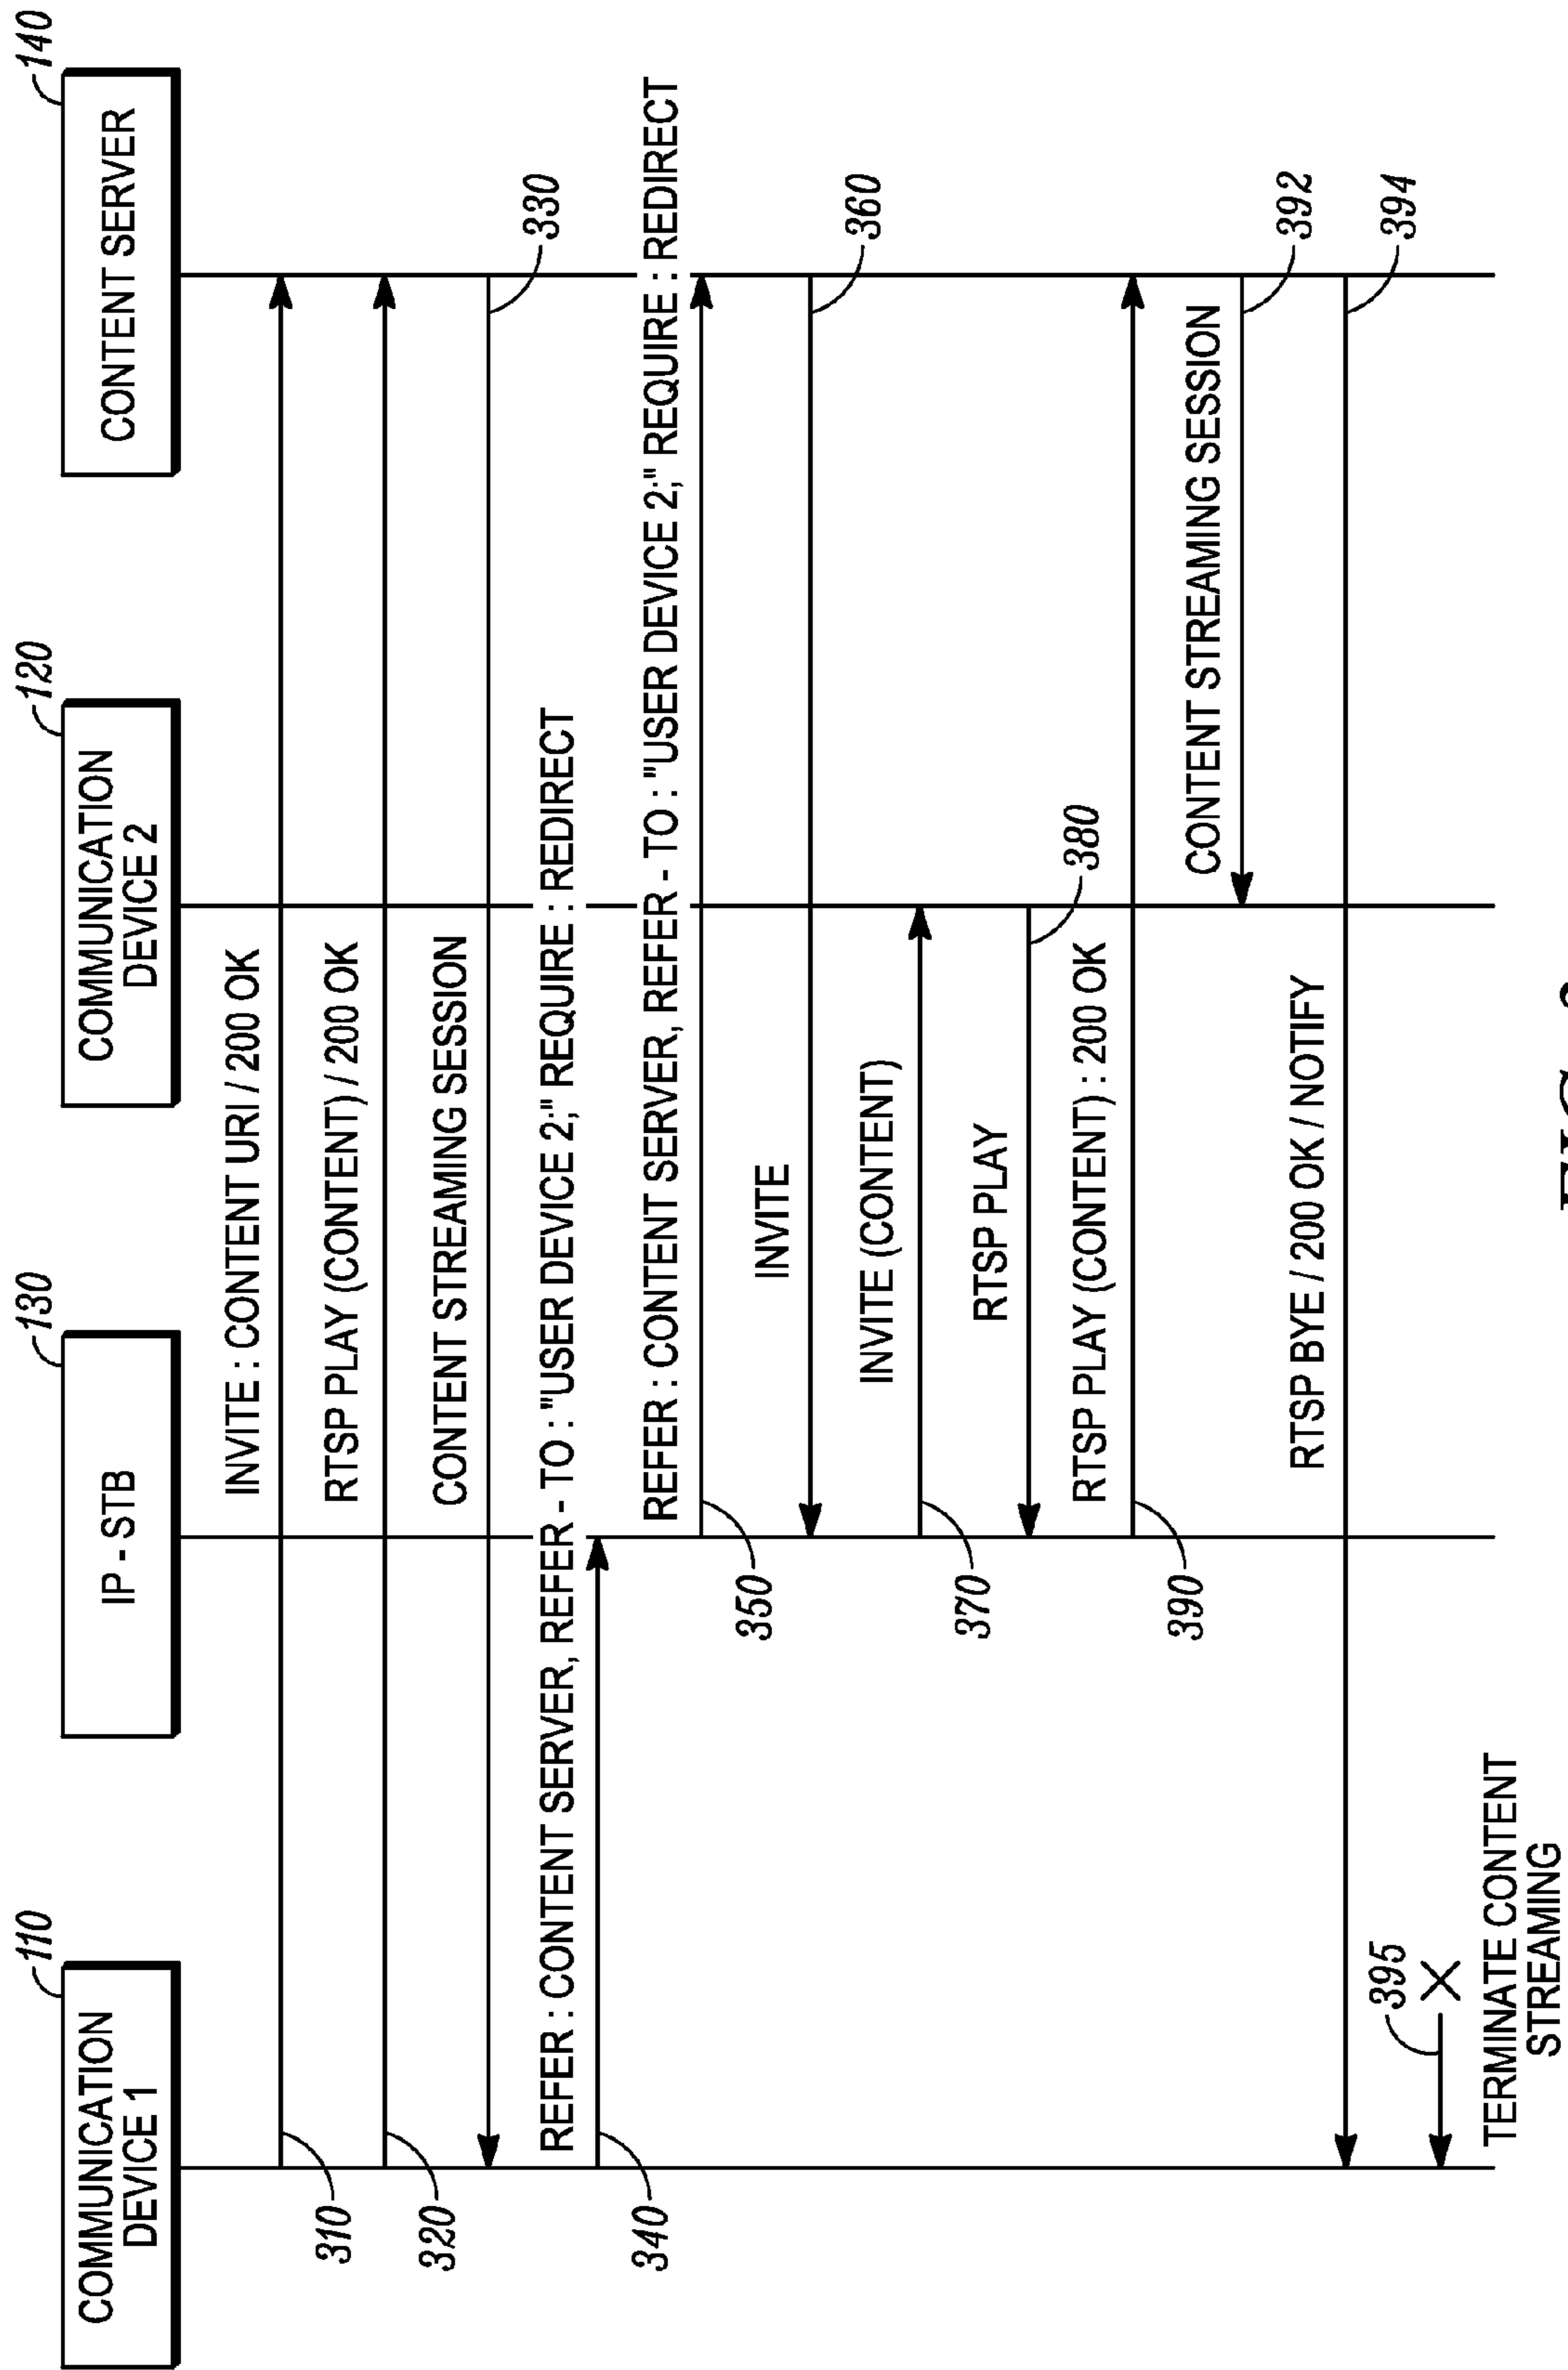 110
COMMUNICATION
DEVICE 1
130
IP - STB
120
COMMUNICATION
DEVICE 2
140
CONTENT SERVER
INVITE : CONTENT URI / 200 OK
310
RTSP PLAY (CONTENT) / 200 OK
320
CONTENT STREAMING SESSION
330
REFER : CONTENT SERVER, REFER - TO : "USER DEVICE 2;" REQUIRE : REDIRECT
340
REFER : CONTENT SERVER, REFER - TO : "USER DEVICE 2;" REQUIRE : REDIRECT
350
INVITE
360
INVITE (CONTENT)
370
RTSP PLAY
380
RTSP PLAY (CONTENT) : 200 OK
390
CONTENT STREAMING SESSION
392
RTSP BYE / 200 OK / NOTIFY
394
395
TERMINATE CONTENT
STREAMING